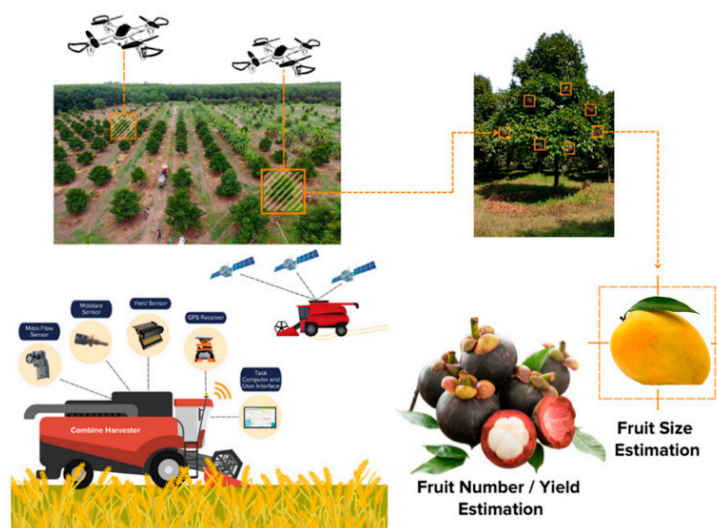 Mass Flow
Sensor
Moisture
Sensor
Yield Sensor
GPS Receiver
Task
Computer and
User Interface
Combine Harvester
Fruit Number / Yield
Estimation
Fruit Size
Estimation